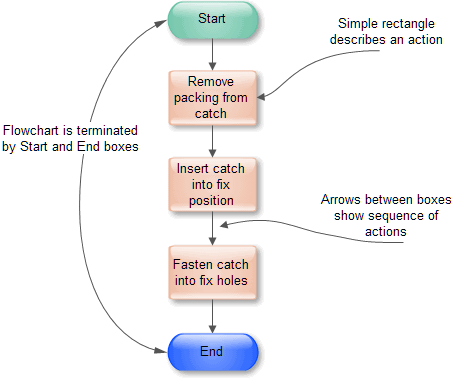 Start
Simple rectangle
describes an action
Remove
packing from
catch
Flowchart is terminated
by Start and End boxes
Insert catch
into fix
position
Arrows between boxes
show sequence of
actions
Fasten catch
into fix holes
End